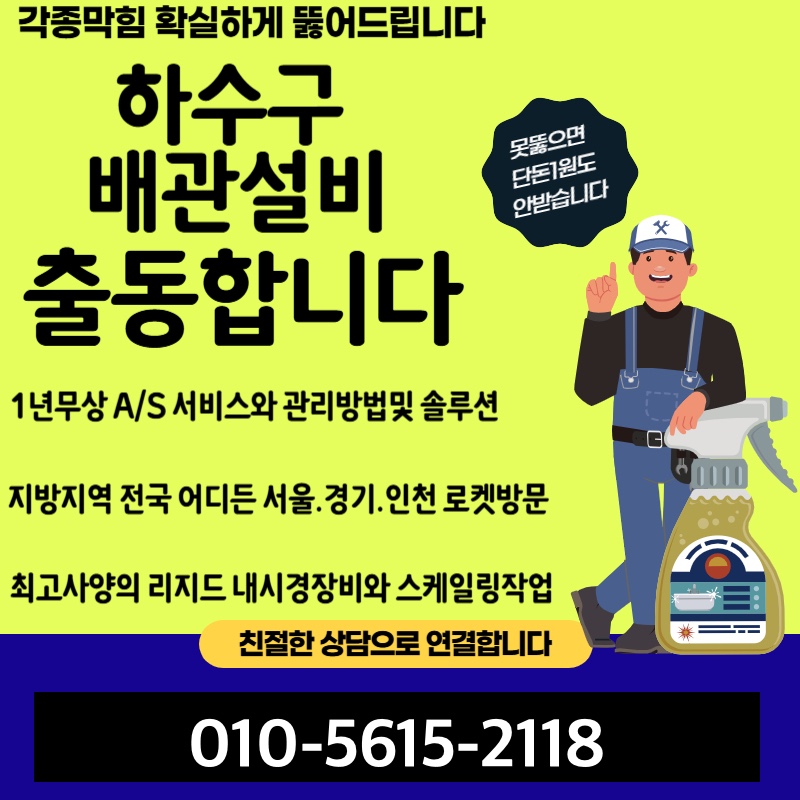 각종막힘 확실하게 뚫어드립니다
하수구
배관설비
출동합니다
못뚫으면
단돈1원도
안받습니다
1년무상 A/S 서비스와 관리방법및 솔루션
지방지역 전국 어디든 서울.경기.인천 로켓방문
최고사양의 리지드 내시경장비와 스케일링작업
친절한 상담으로 연결합니다
010-5615-2118